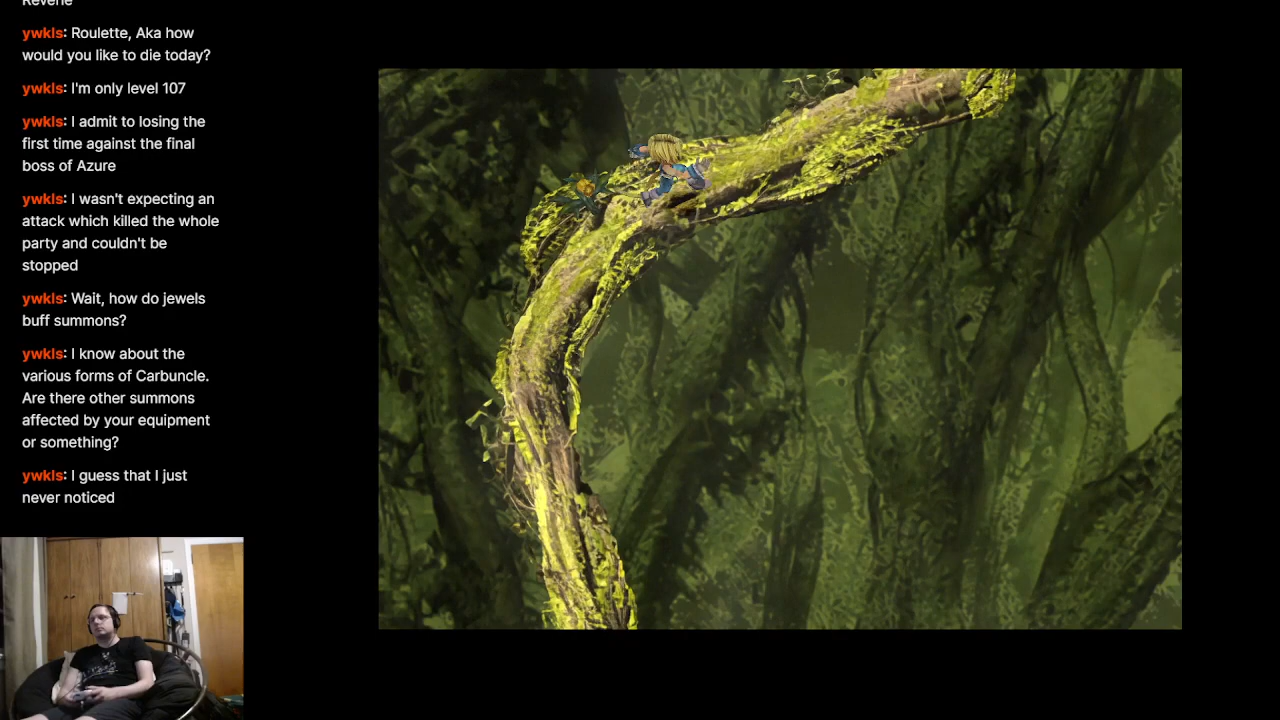 Reverie
ywkls: Roulette, Aka how
would you like to die today?
ywkls: I'm only level 107
ywkls: I admit to losing the
first time against the final
boss of Azure
ywkls: I wasn't expecting an
attack which killed the whole
party and couldn't be
stopped
ywkls: Wait, how do jewels
buff summons?
ywkls: I know about the
various forms of Carbuncle.
Are there other summons
affected by your equipment
or something?
ywkls: I guess that I just
never noticed